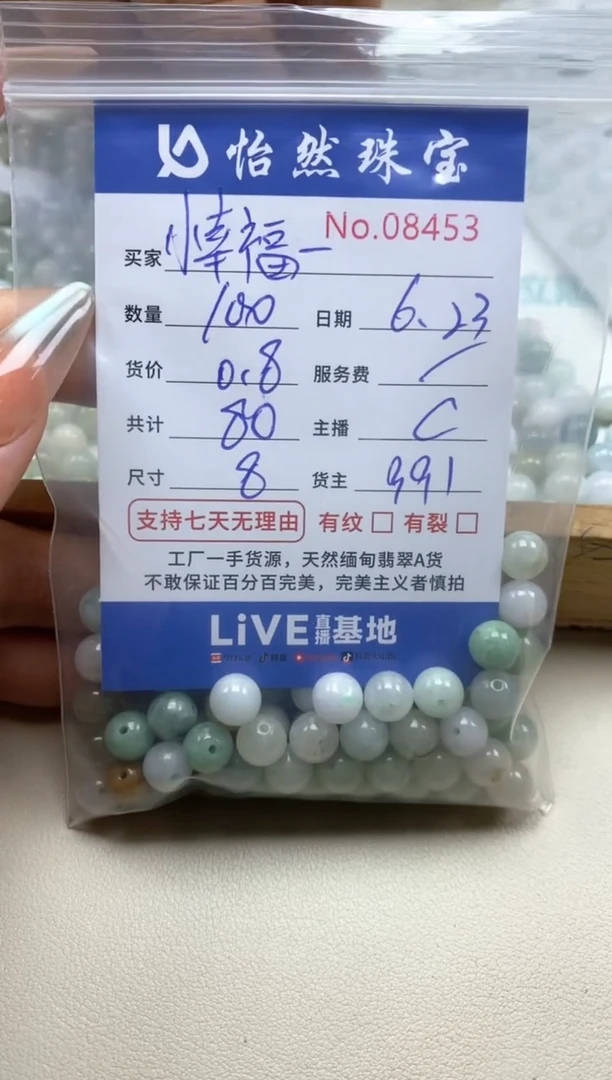 怡然珠宝
No.08453
买家 悻福一
数量 100 日期 6.23
货价 0.8 服务费 /
共计 80 主播 C
尺寸 8 货主 991
支持七天无理由 有纹 □ 有裂 □
工厂一手货源，天然缅甸翡翠A货
不敢保证百分百完美，完美主义者慎拍
LiVE 直播 基地